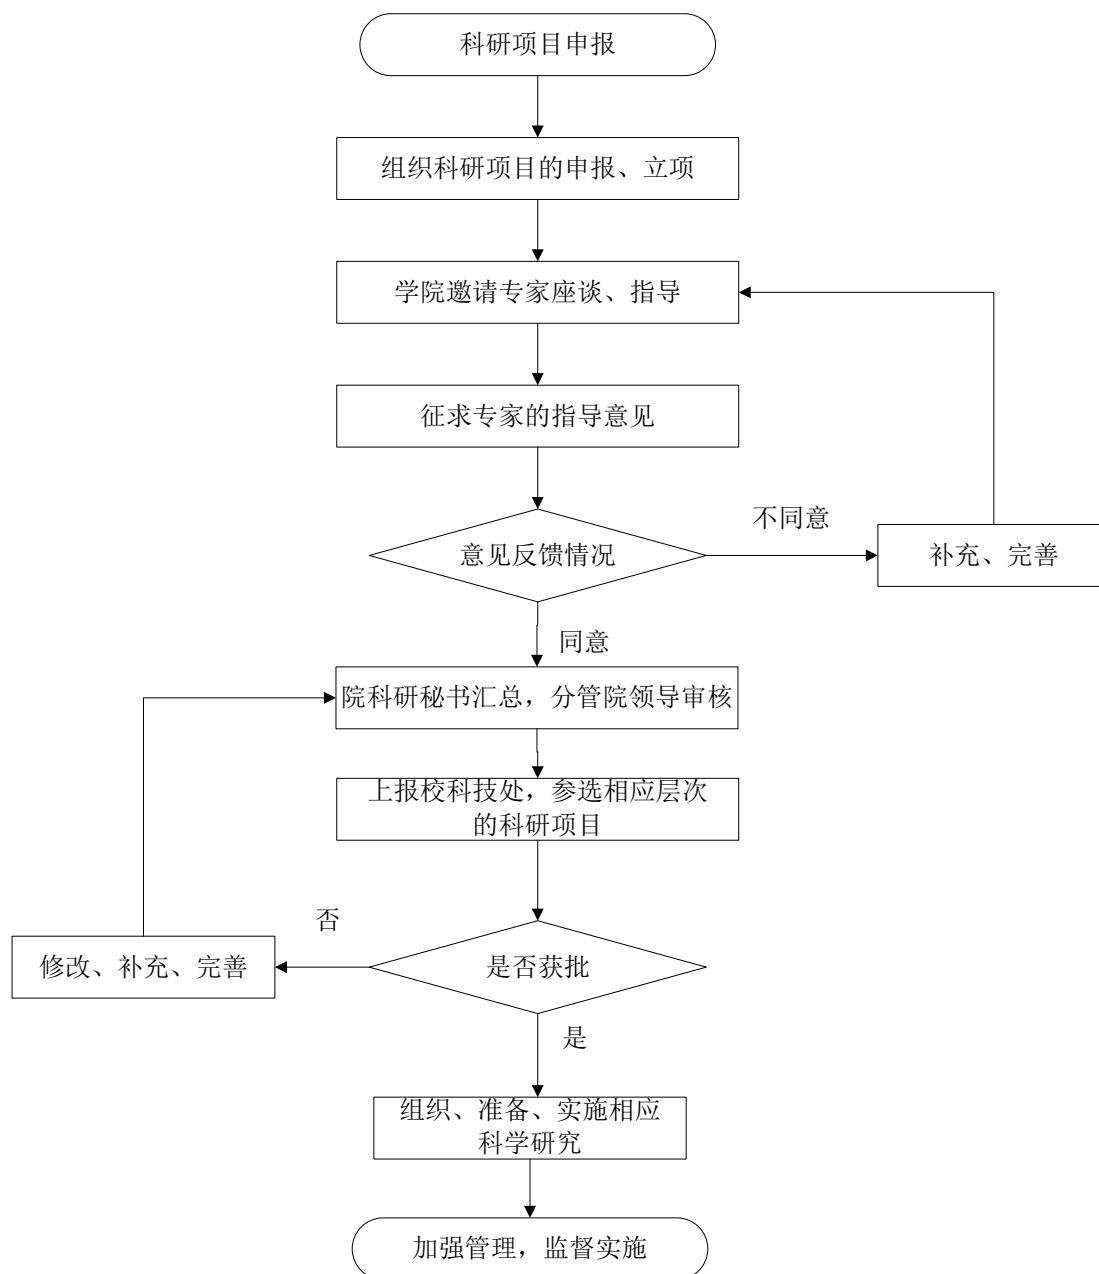 科研项目申报
组织科研项目的申报、立项
学院邀请专家座谈、指导
征求专家的指导意见
意见反馈情况
不同意
补充、完善
同意
院科研秘书汇总，分管院领导审核
上报校科技处，参选相应层次
的科研项目
否
修改、补充、完善
是否获批
是
组织、准备、实施相应
科学研究
加强管理，监督实施